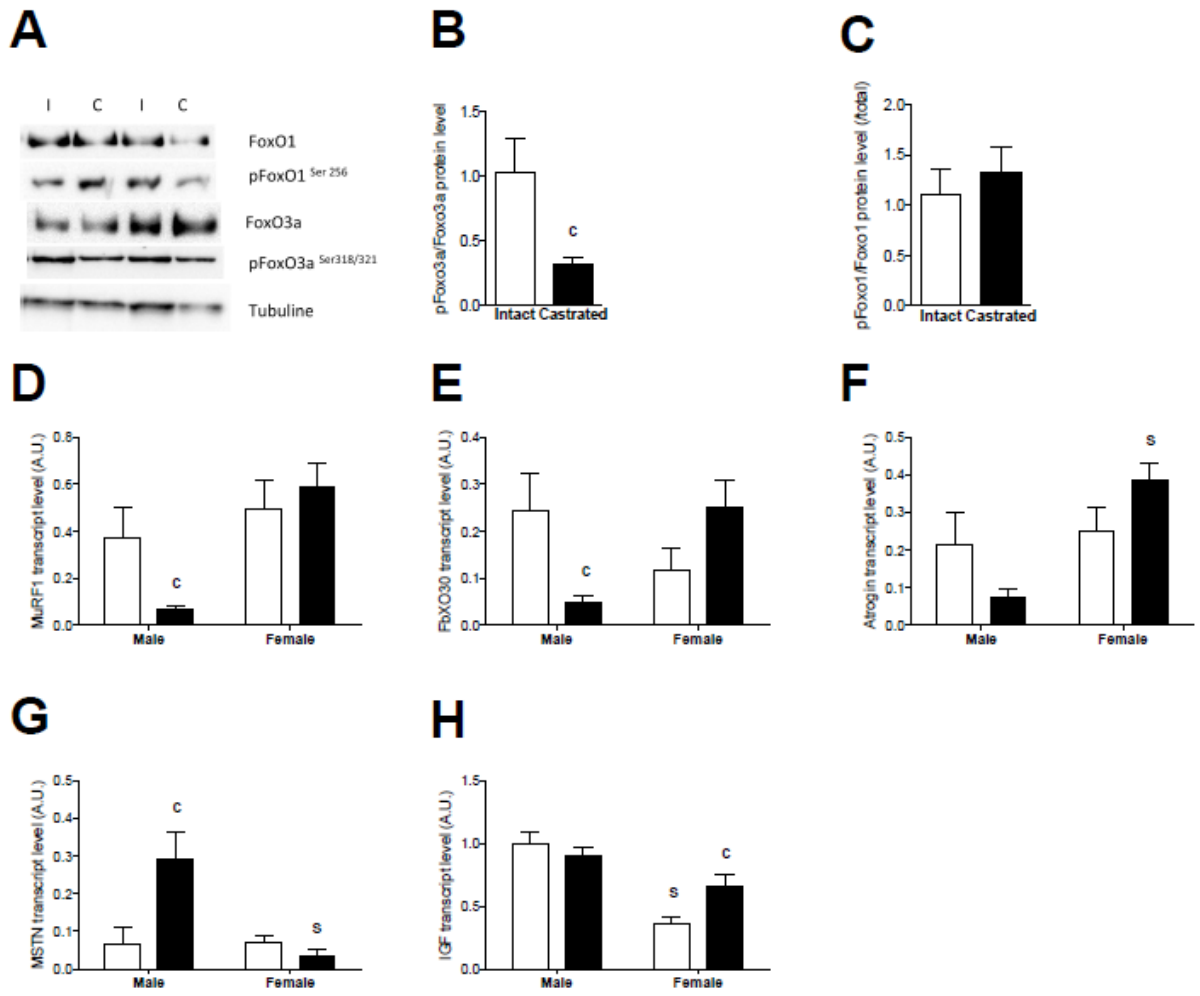 A
I C I C
FoxO1
pFoxO1 Ser 256
FoxO3a
pFoxO3a Ser318/321
Tubuline
B
pFoxo3a/Foxo3a protein level
1.5
1.0
0.5
0.0
c
Intact Castrated
C
pFoxo1/Foxo1 protein level (/total)
2.0
1.5
1.0
0.5
0.0
Intact Castrated
D
MuRF1 transcript level (A.U.)
0.8
0.6
0.4
0.2
0.0
c
Male Female
E
FbXO30 transcript level (A.U.)
0.4
0.3
0.2
0.1
0.0
c
Male Female
F
Atrogin transcript level (A.U.)
0.5
0.4
0.3
0.2
0.1
0.0
s
Male Female
G
MSTN transcript level (A.U.)
0.5
0.4
0.3
0.2
0.1
0.0
c
s
Male Female
H
IGF transcript level (A.U.)
1.5
1.0
0.5
0.0
s
c
Male Female